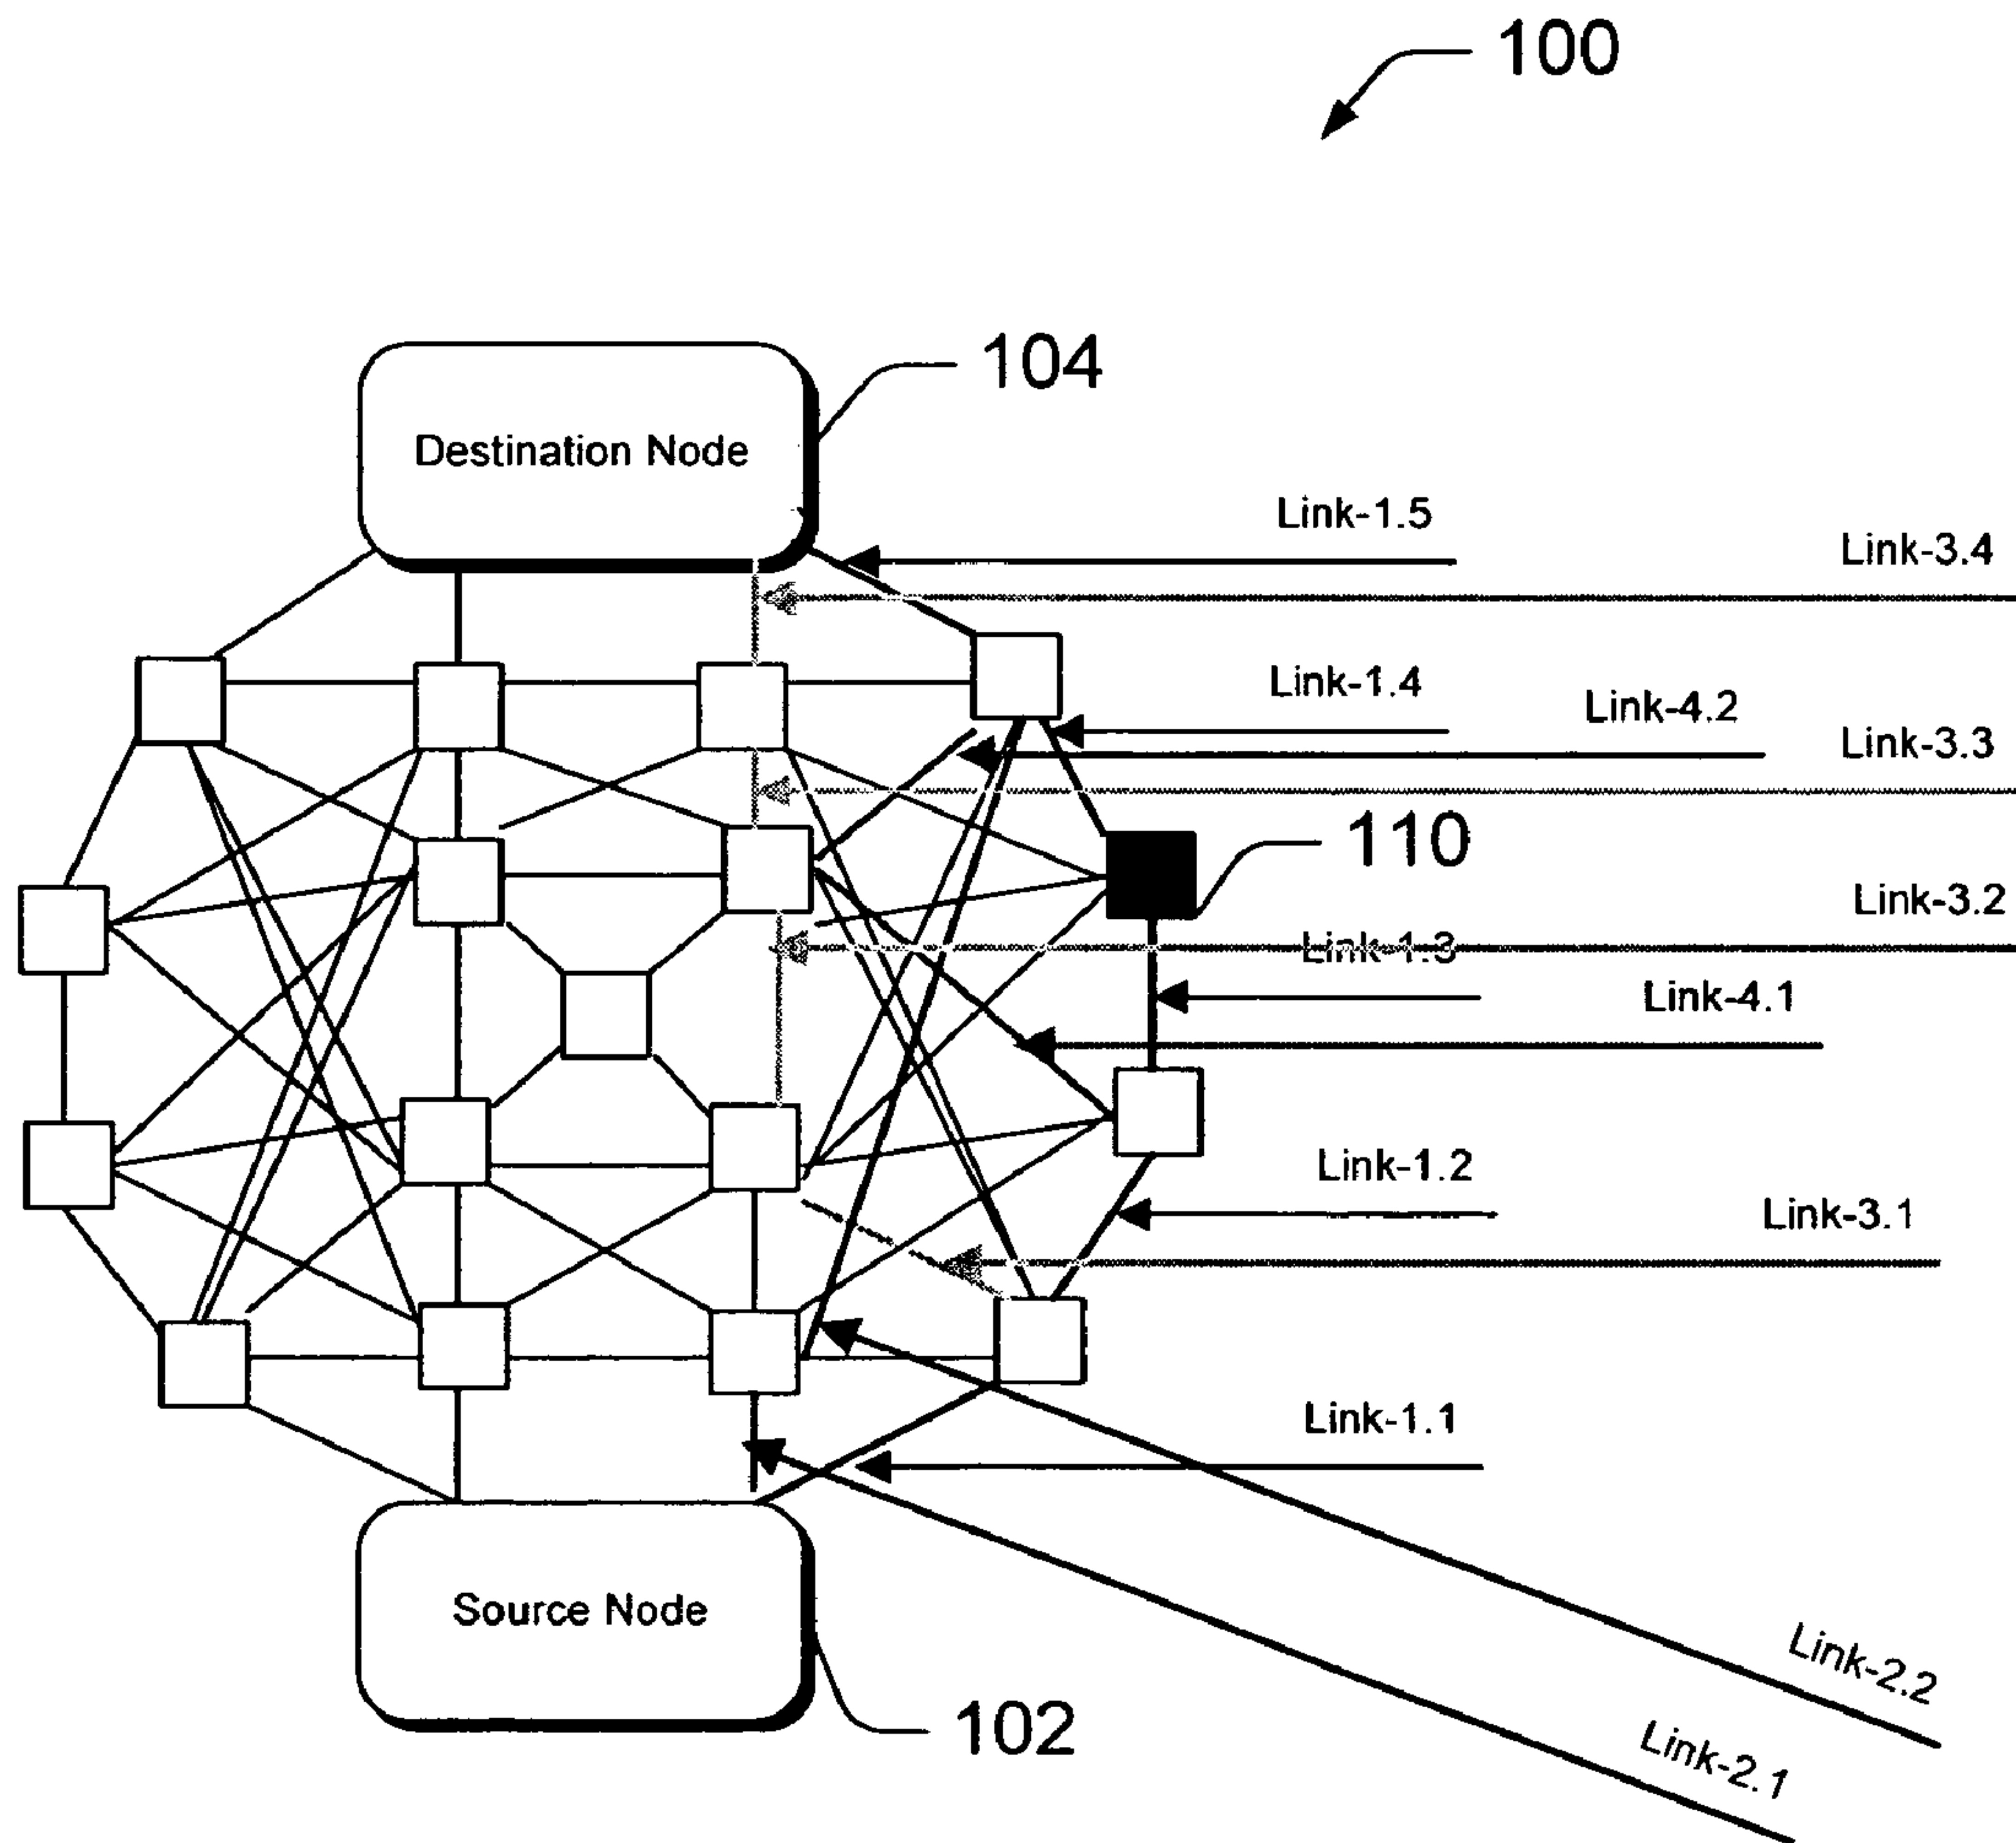 100
104
Destination Node
Link-1.5
Link-3.4
Link-1.4
Link-4.2
Link-3.3
110
Link-3.2
Link-1.3
Link-4.1
Link-1.2
Link-3.1
Link-1.1
Source Node
Link-2.2
102
Link-2.1